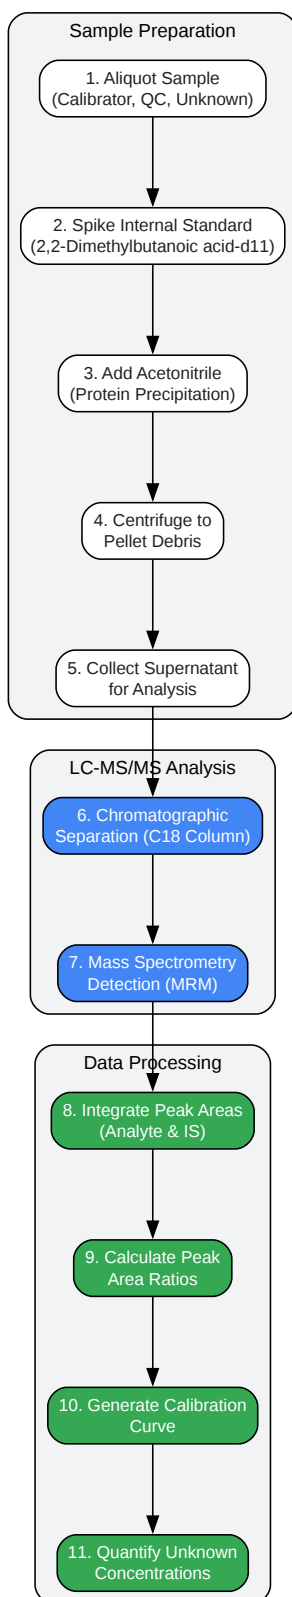 Sample Preparation
1. Aliquot Sample
(Calibrator, QC, Unknown)
2. Spike Internal Standard
(2,2-Dimethylbutanoic acid-d11)
3. Add Acetonitrile
(Protein Precipitation)
4. Centrifuge to
Pellet Debris
5. Collect Supernatant
for Analysis
LC-MS/MS Analysis
6. Chromatographic
Separation (C18 Column)
7. Mass Spectrometry
Detection (MRM)
Data Processing
8. Integrate Peak Areas
(Analyte & IS)
9. Calculate Peak
Area Ratios
10. Generate Calibration
Curve
11. Quantify Unknown
Concentrations